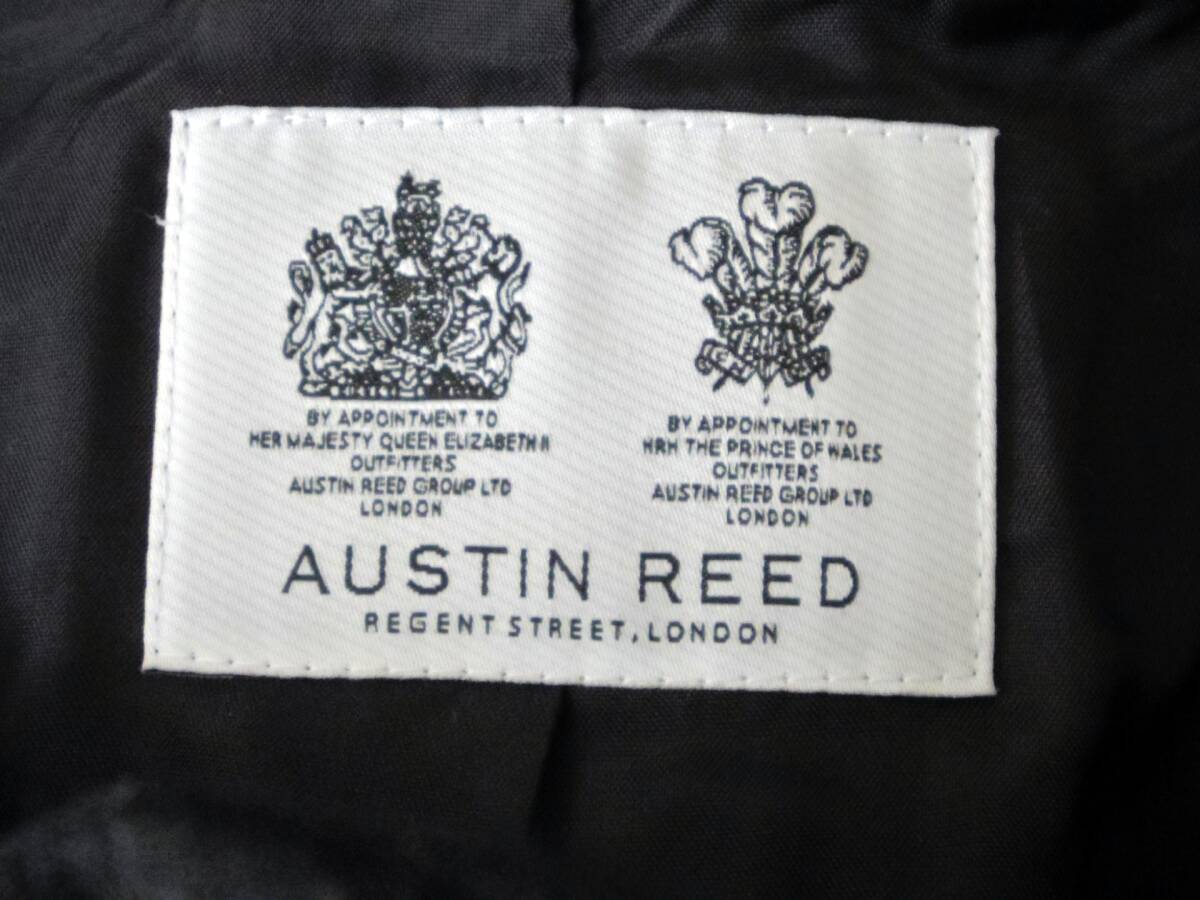 BY APPOINTMENT TO
HER MAJESTY QUEEN ELIZABETH II
OUTFITTERS
AUSTIN REED GROUP LTD
LONDON
BY APPOINTMENT TO
HRH THE PRINCE OF WALES
OUTFITTERS
AUSTIN REED GROUP LTD
LONDON
AUSTIN REED
REGENT STREET, LONDON